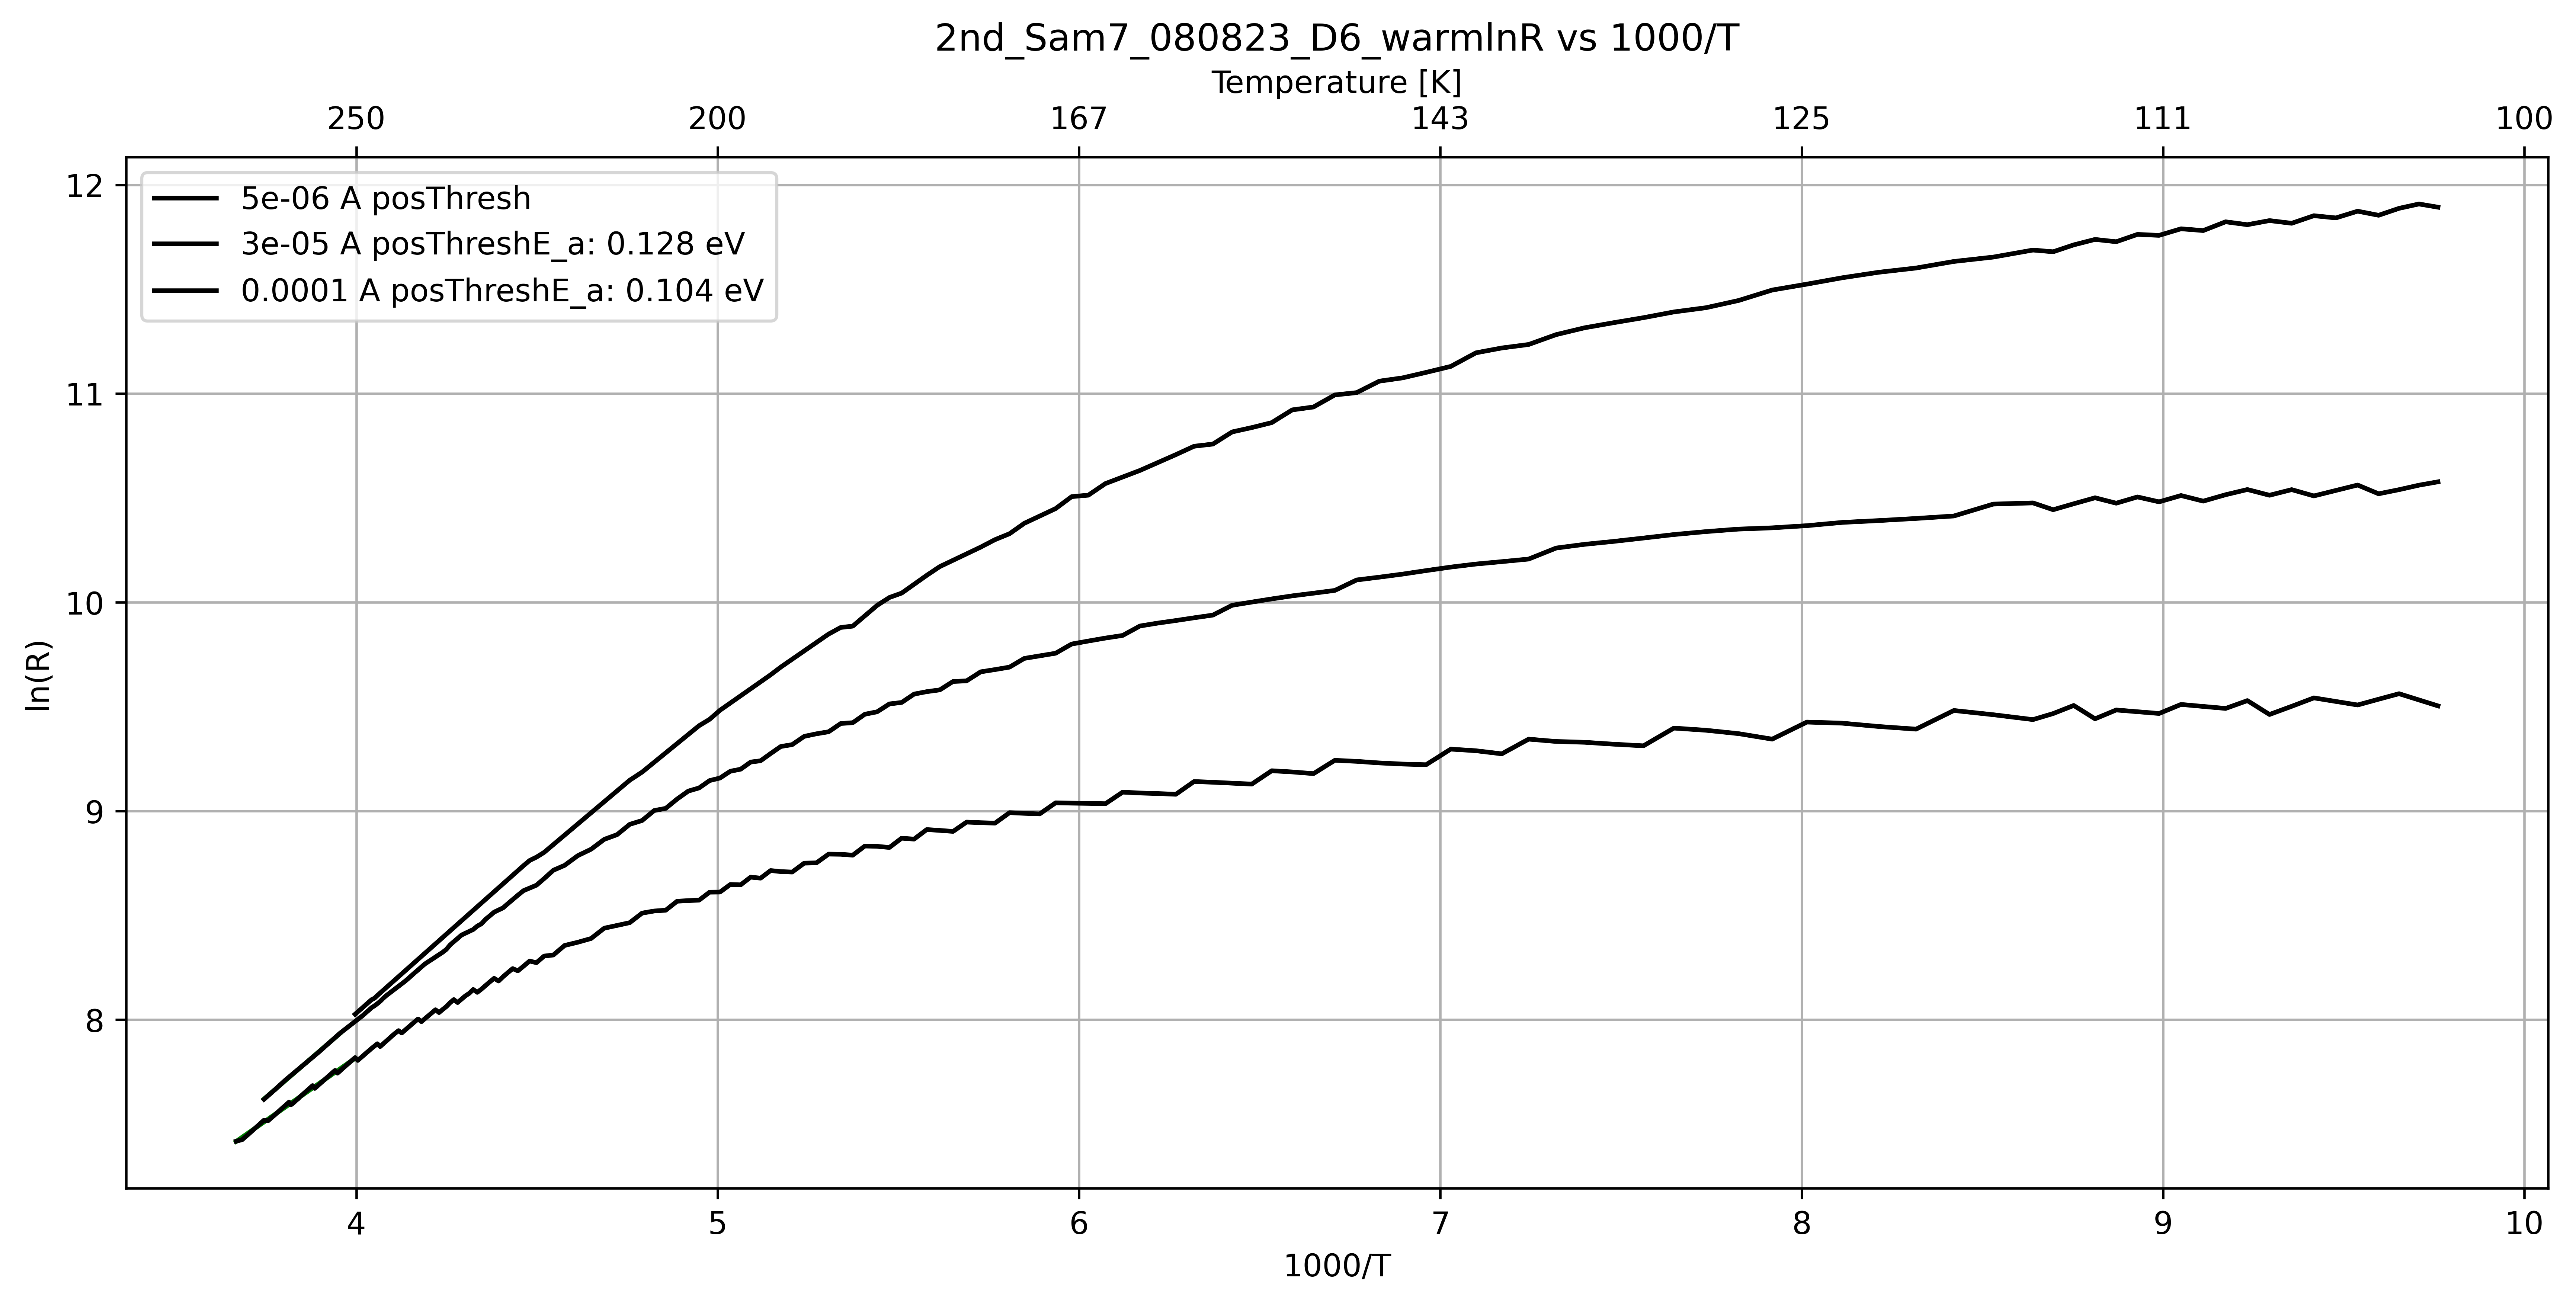 2nd_Sam7_080823_D6_warmlnR vs 1000/T
Temperature [K]
250 200 167 143 125 111 100
5e-06 A posThresh
3e-05 A posThreshE_a: 0.128 eV
0.0001 A posThreshE_a: 0.104 eV
12
11
10
9
8
ln(R)
4 5 6 7 8 9 10
1000/T